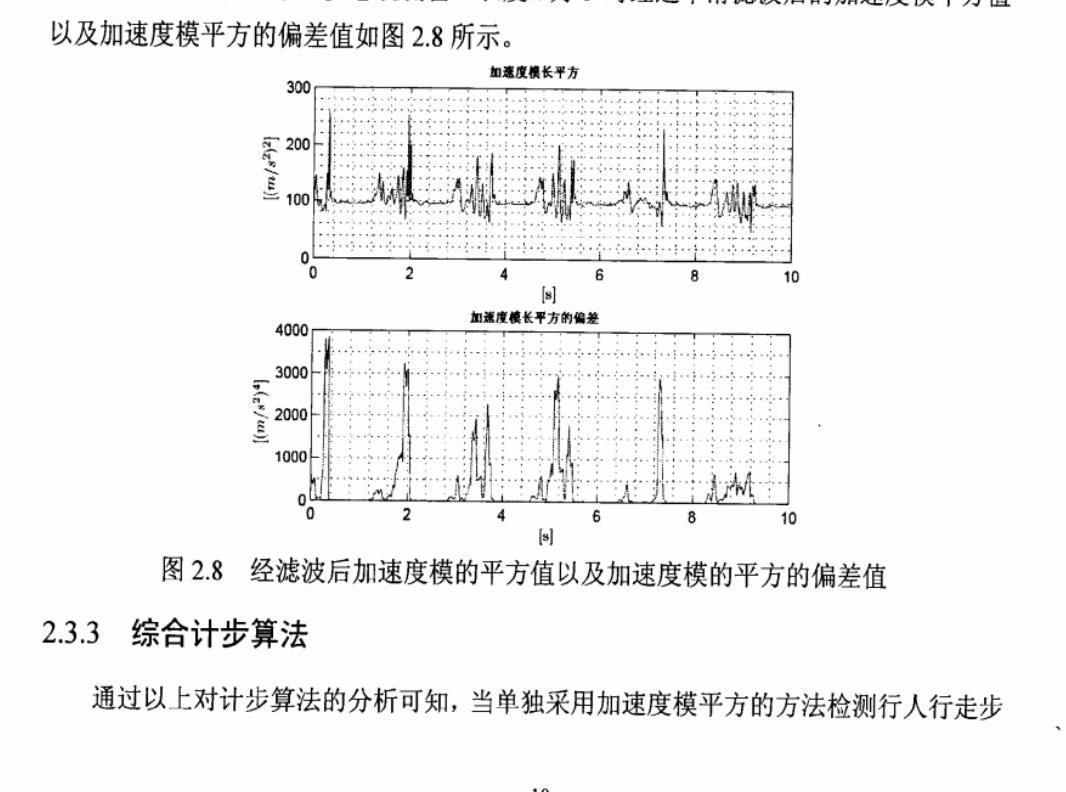 以及加速度模平方的偏差值如图 2.8 所示。
加速度模长平方
300
200
100
0
[(m/s²)²]
0 2 4 6 8 10
[s]
加速度模长平方的偏差
4000
3000
2000
1000
0
[(m/s²)⁴]
0 2 4 6 8 10
[s]
图 2.8 经滤波后加速度模的平方值以及加速度模的平方的偏差值
2.3.3 综合计步算法
通过以上对计步算法的分析可知，当单独采用加速度模平方的方法检测行人行走步